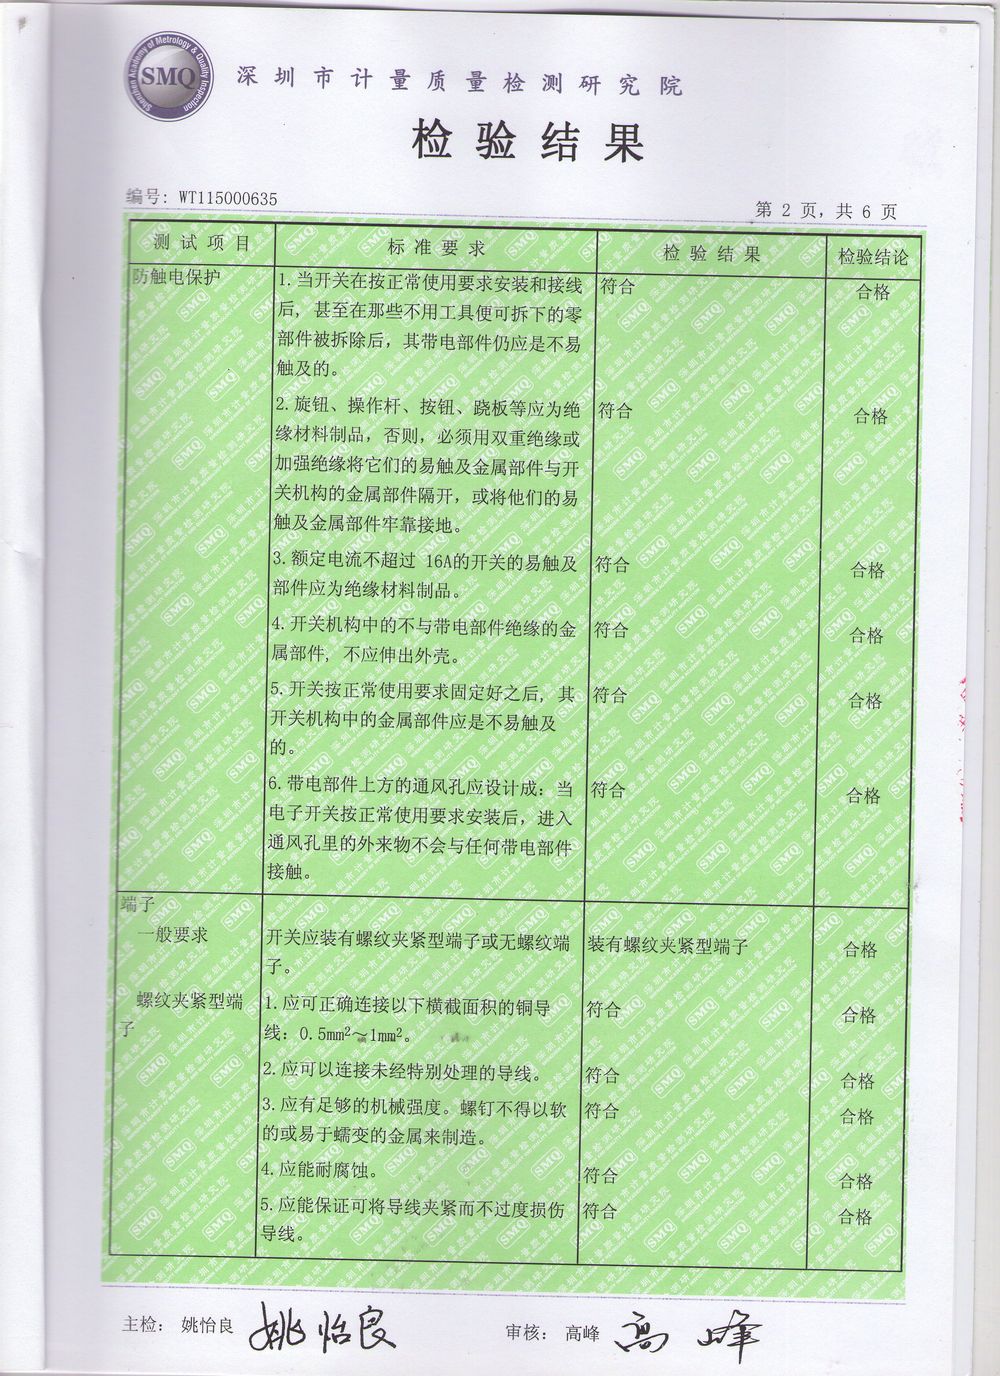 Shenzhen Academy of Metrology & Quality Inspection
SMQ
深圳市计量质量检测研究院
检验结果
编号: WT115000635
第 2 页, 共 6 页
测试项目 标准要求 检验结果 检验结论
防触电保护 1. 当开关在按正常使用要求安装和接线 符合 合格
后, 甚至在那些不用工具便可拆下的零
部件被拆除后, 其带电部件仍应是不易
触及的。
2. 旋钮、操作杆、按钮、跷板等应为绝 符合 合格
缘材料制品, 否则, 必须用双重绝缘或
加强绝缘将它们的易触及金属部件与开
关机构的金属部件隔开, 或将他们的易
触及金属部件牢靠接地。
3. 额定电流不超过 16A的开关的易触及 符合 合格
部件应为绝缘材料制品。
4. 开关机构中的不与带电部件绝缘的金 符合 合格
属部件, 不应伸出外壳。
5. 开关按正常使用要求固定好之后, 其 符合 合格
开关机构中的金属部件应是不易触及
的。
6. 带电部件上方的通风孔应设计成: 当 符合 合格
电子开关按正常使用要求安装后, 进入
通风孔里的外来物不会与任何带电部件
接触。
端子
一般要求 开关应装有螺纹夹紧型端子或无螺纹端 装有螺纹夹紧型端子 合格
子。
螺纹夹紧型端 1. 应可正确连接以下横截面积的铜导 符合 合格
子 线: 0.5mm²~1mm²。
2. 应可以连接未经特别处理的导线。 符合 合格
3. 应有足够的机械强度。螺钉不得以软 符合 合格
的或易于蠕变的金属来制造。
4. 应能耐腐蚀。 符合 合格
5. 应能保证可将导线夹紧而不过度损伤 符合 合格
导线。
主检: 姚怡良 姚怡良 审核: 高峰 高峰